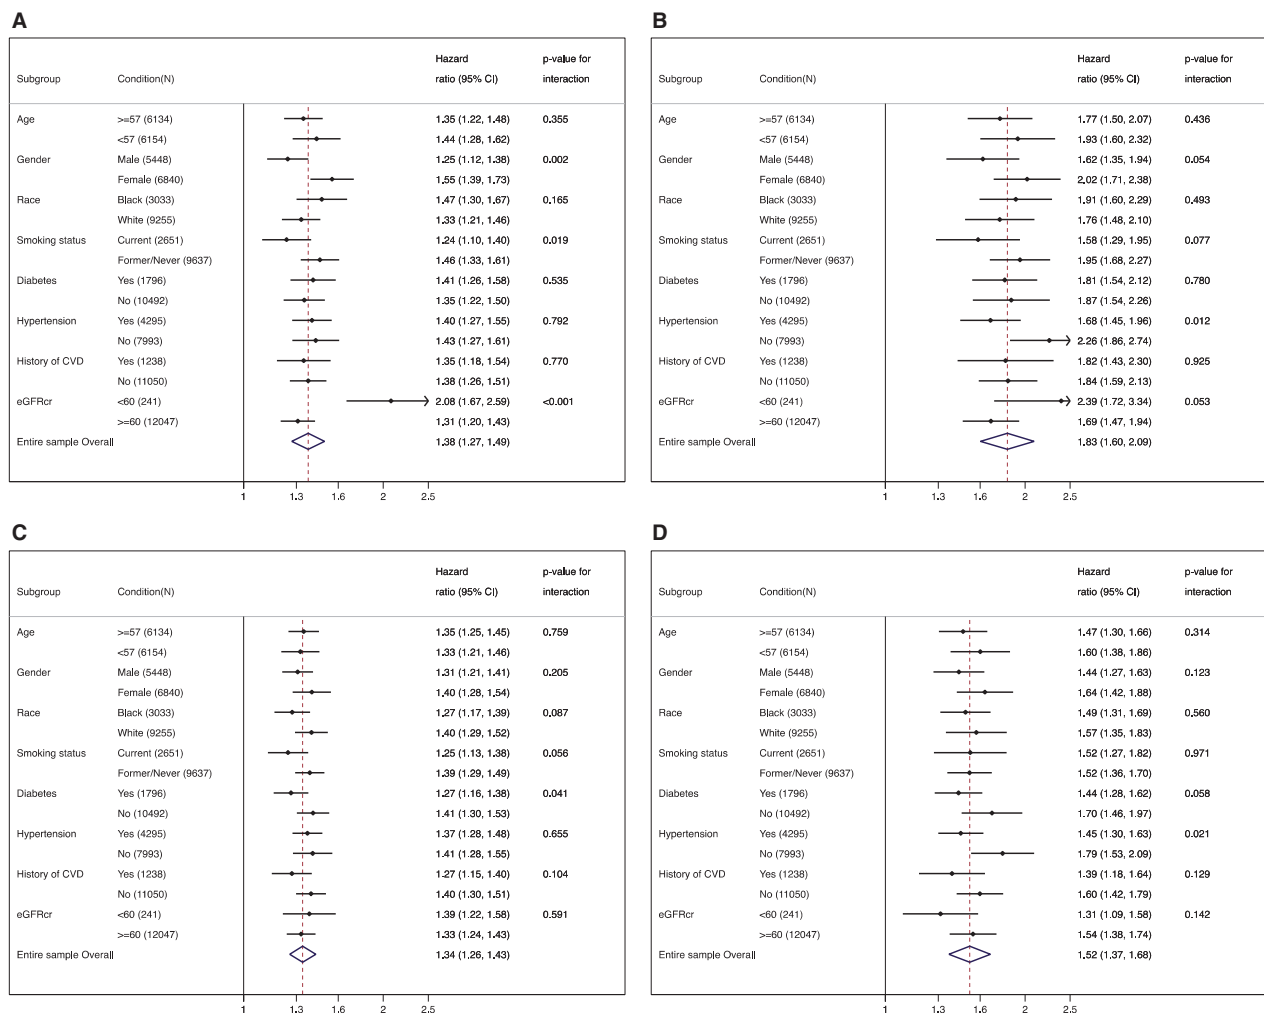 A
Hazard p-value for
Subgroup Condition(N) ratio (95% CI) interaction
Age >=57 (6134) 1.35 (1.22, 1.48) 0.355
<57 (6154) 1.44 (1.28, 1.62)
Gender Male (5448) 1.25 (1.12, 1.38) 0.002
Female (6840) 1.55 (1.39, 1.73)
Race Black (3033) 1.47 (1.30, 1.67) 0.165
White (9255) 1.33 (1.21, 1.46)
Smoking status Current (2651) 1.24 (1.10, 1.40) 0.019
Former/Never (9637) 1.46 (1.33, 1.61)
Diabetes Yes (1796) 1.41 (1.26, 1.58) 0.535
No (10492) 1.35 (1.22, 1.50)
Hypertension Yes (4295) 1.40 (1.27, 1.55) 0.792
No (7993) 1.43 (1.27, 1.61)
History of CVD Yes (1238) 1.35 (1.18, 1.54) 0.770
No (11050) 1.38 (1.26, 1.51)
eGFRcr <60 (241) 2.08 (1.67, 2.59) <0.001
>=60 (12047) 1.31 (1.20, 1.43)
Entire sample Overall 1.38 (1.27, 1.49)
1 1.3 1.6 2 2.5
B
Hazard p-value for
Subgroup Condition(N) ratio (95% CI) interaction
Age >=57 (6134) 1.77 (1.50, 2.07) 0.436
<57 (6154) 1.93 (1.60, 2.32)
Gender Male (5448) 1.62 (1.35, 1.94) 0.054
Female (6840) 2.02 (1.71, 2.38)
Race Black (3033) 1.91 (1.60, 2.29) 0.493
White (9255) 1.76 (1.48, 2.10)
Smoking status Current (2651) 1.58 (1.29, 1.95) 0.077
Former/Never (9637) 1.95 (1.68, 2.27)
Diabetes Yes (1796) 1.81 (1.54, 2.12) 0.780
No (10492) 1.87 (1.54, 2.26)
Hypertension Yes (4295) 1.68 (1.45, 1.96) 0.012
No (7993) 2.26 (1.86, 2.74)
History of CVD Yes (1238) 1.82 (1.43, 2.30) 0.925
No (11050) 1.84 (1.59, 2.13)
eGFRcr <60 (241) 2.39 (1.72, 3.34) 0.053
>=60 (12047) 1.69 (1.47, 1.94)
Entire sample Overall 1.83 (1.60, 2.09)
1 1.3 1.6 2 2.5
C
Hazard p-value for
Subgroup Condition(N) ratio (95% CI) interaction
Age >=57 (6134) 1.35 (1.25, 1.45) 0.759
<57 (6154) 1.33 (1.21, 1.46)
Gender Male (5448) 1.31 (1.21, 1.41) 0.205
Female (6840) 1.40 (1.28, 1.54)
Race Black (3033) 1.27 (1.17, 1.39) 0.087
White (9255) 1.40 (1.29, 1.52)
Smoking status Current (2651) 1.25 (1.13, 1.38) 0.056
Former/Never (9637) 1.39 (1.29, 1.49)
Diabetes Yes (1796) 1.27 (1.16, 1.38) 0.041
No (10492) 1.41 (1.30, 1.53)
Hypertension Yes (4295) 1.37 (1.28, 1.48) 0.655
No (7993) 1.41 (1.28, 1.55)
History of CVD Yes (1238) 1.27 (1.15, 1.40) 0.104
No (11050) 1.40 (1.30, 1.51)
eGFRcr <60 (241) 1.39 (1.22, 1.58) 0.591
>=60 (12047) 1.33 (1.24, 1.43)
Entire sample Overall 1.34 (1.26, 1.43)
1 1.3 1.6 2 2.5
D
Hazard p-value for
Subgroup Condition(N) ratio (95% CI) interaction
Age >=57 (6134) 1.47 (1.30, 1.66) 0.314
<57 (6154) 1.60 (1.38, 1.86)
Gender Male (5448) 1.44 (1.27, 1.63) 0.123
Female (6840) 1.64 (1.42, 1.88)
Race Black (3033) 1.49 (1.31, 1.69) 0.560
White (9255) 1.57 (1.35, 1.83)
Smoking status Current (2651) 1.52 (1.27, 1.82) 0.971
Former/Never (9637) 1.52 (1.36, 1.70)
Diabetes Yes (1796) 1.44 (1.28, 1.62) 0.058
No (10492) 1.70 (1.46, 1.97)
Hypertension Yes (4295) 1.45 (1.30, 1.63) 0.021
No (7993) 1.79 (1.53, 2.09)
History of CVD Yes (1238) 1.39 (1.18, 1.64) 0.129
No (11050) 1.60 (1.42, 1.79)
eGFRcr <60 (241) 1.31 (1.09, 1.58) 0.142
>=60 (12047) 1.54 (1.38, 1.74)
Entire sample Overall 1.52 (1.37, 1.68)
1 1.3 1.6 2 2.5